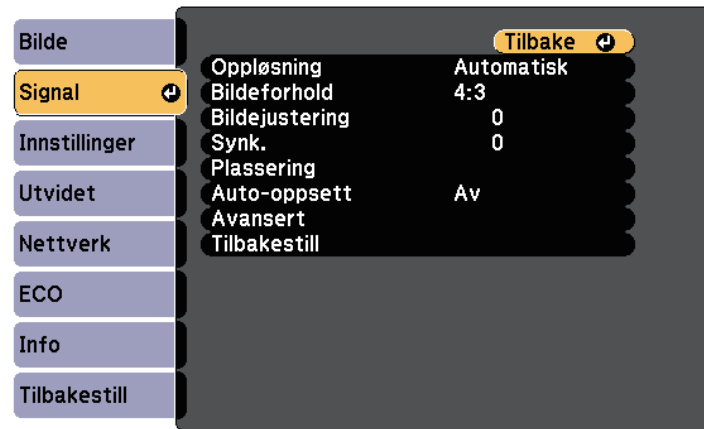 Bilde
Signal
Innstillinger
Utvidet
Nettverk
ECO
Info
Tilbakestill
Tilbake
Oppløsning Automatisk
Bildeforhold 4:3
Bildejustering 0
Synk. 0
Plassering
Auto-oppsett Av
Avansert
Tilbakestill